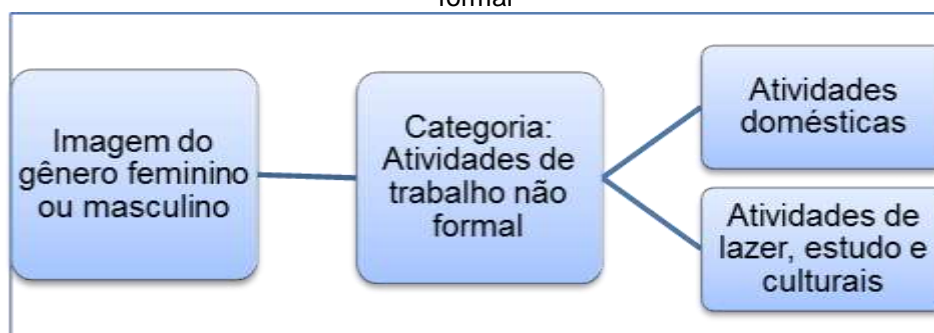 formal
Imagem do
gênero feminino
ou masculino
Categoria:
Atividades de
trabalho não
formal
Atividades
domésticas
Atividades de
lazer, estudo e
culturais